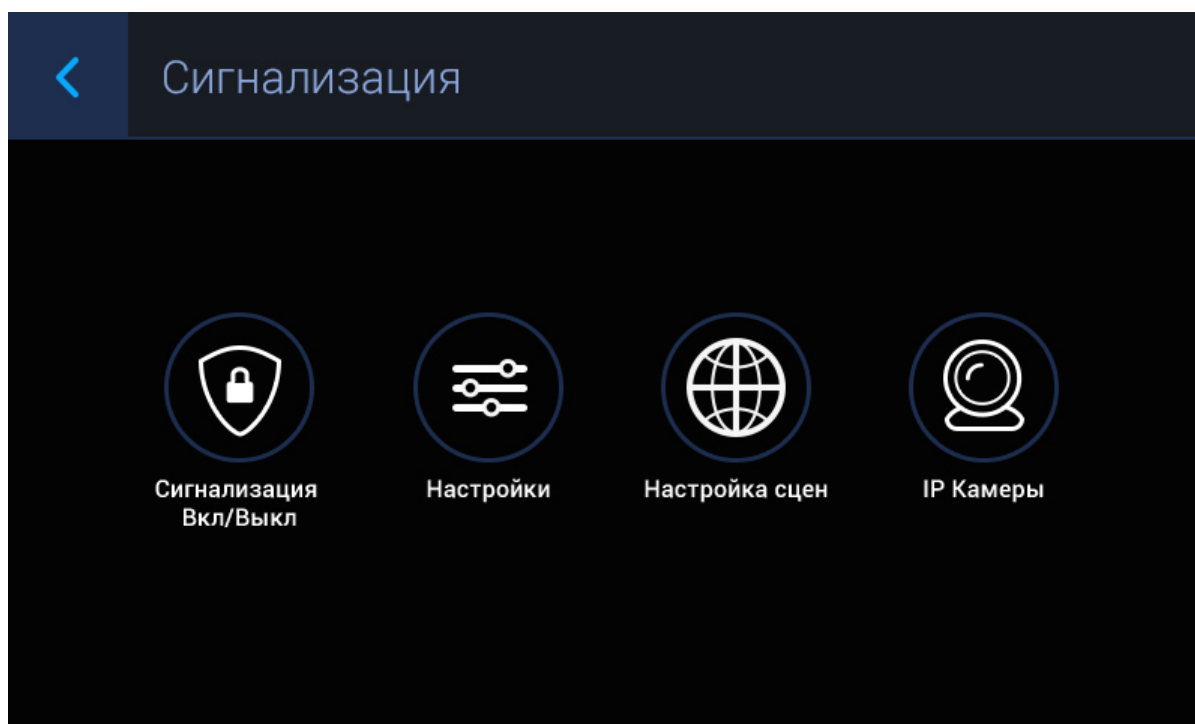 Сигнализация
Сигнализация
Вкл/Выкл
Настройки
Настройка сцен
IP Камеры